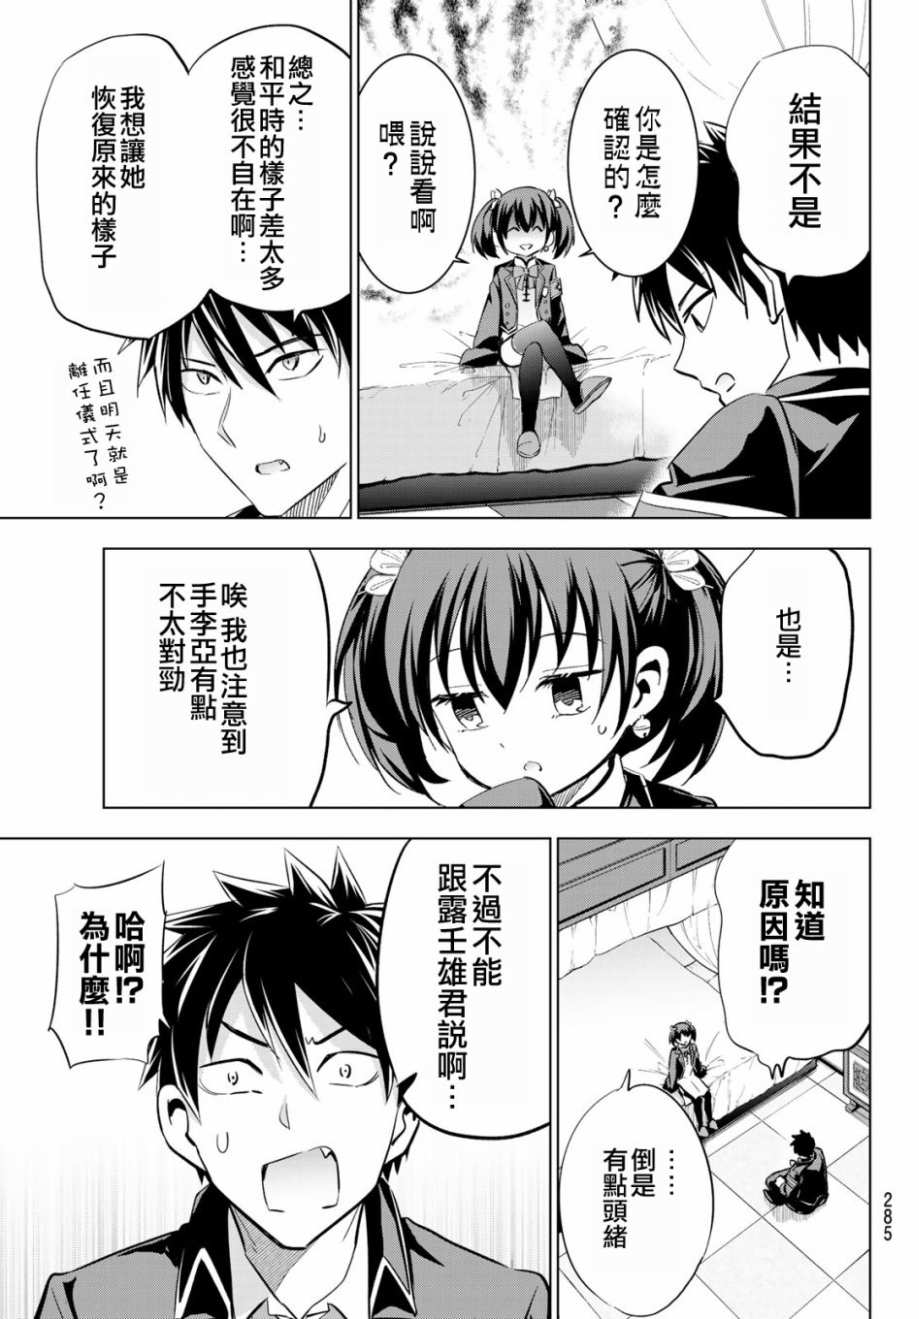 結果不是
你是怎麼
確認的？
說說看啊
喂？
總之…
和平時的樣子差太多
感覺很不自在啊…
我想讓她
恢復原來的樣子
而且明天就是
離任儀式了啊？
也是…
唉 我也注意到
手李亞有點
不太對勁
知道
原因嗎!?
……
倒是
有點頭緒
不過不能
跟露壬雄君說啊…
哈啊!?
為什麼!!
285